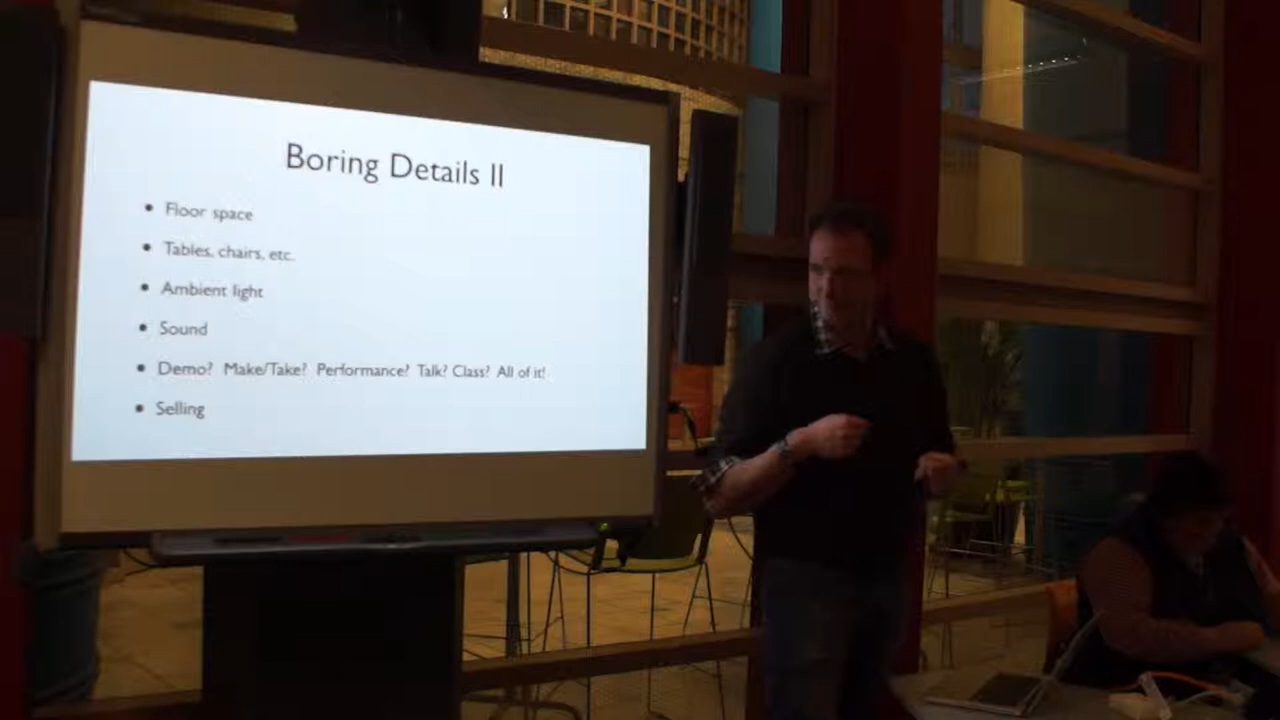 Boring Details II
• Floor space
• Tables, chairs, etc.
• Ambient light
• Sound
• Demo? Make/Take? Performance? Talk? Class? All of it!
• Selling